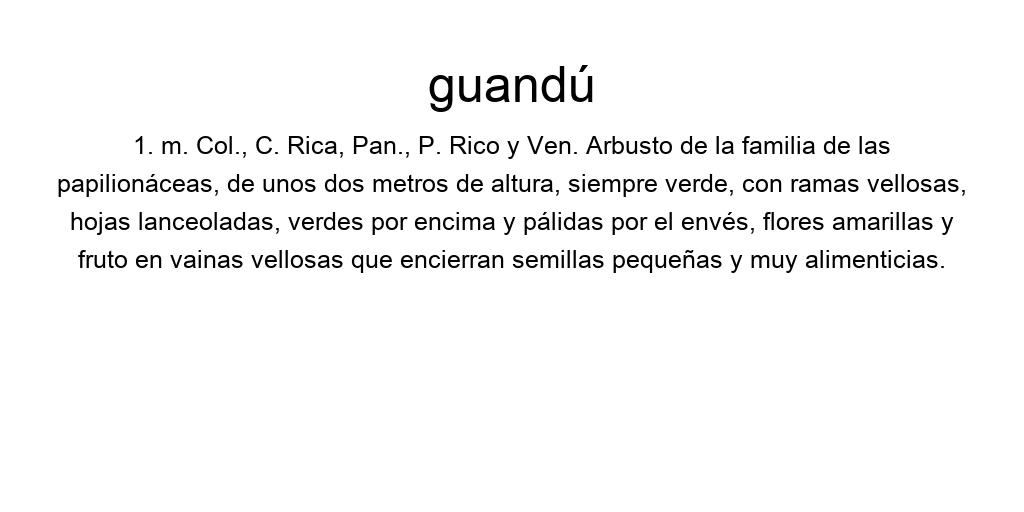 guandú
1. m. Col., C. Rica, Pan., P. Rico y Ven. Arbusto de la familia de las
papilionáceas, de unos dos metros de altura, siempre verde, con ramas vellosas,
hojas lanceoladas, verdes por encima y pálidas por el envés, flores amarillas y
fruto en vainas vellosas que encierran semillas pequeñas y muy alimenticias.